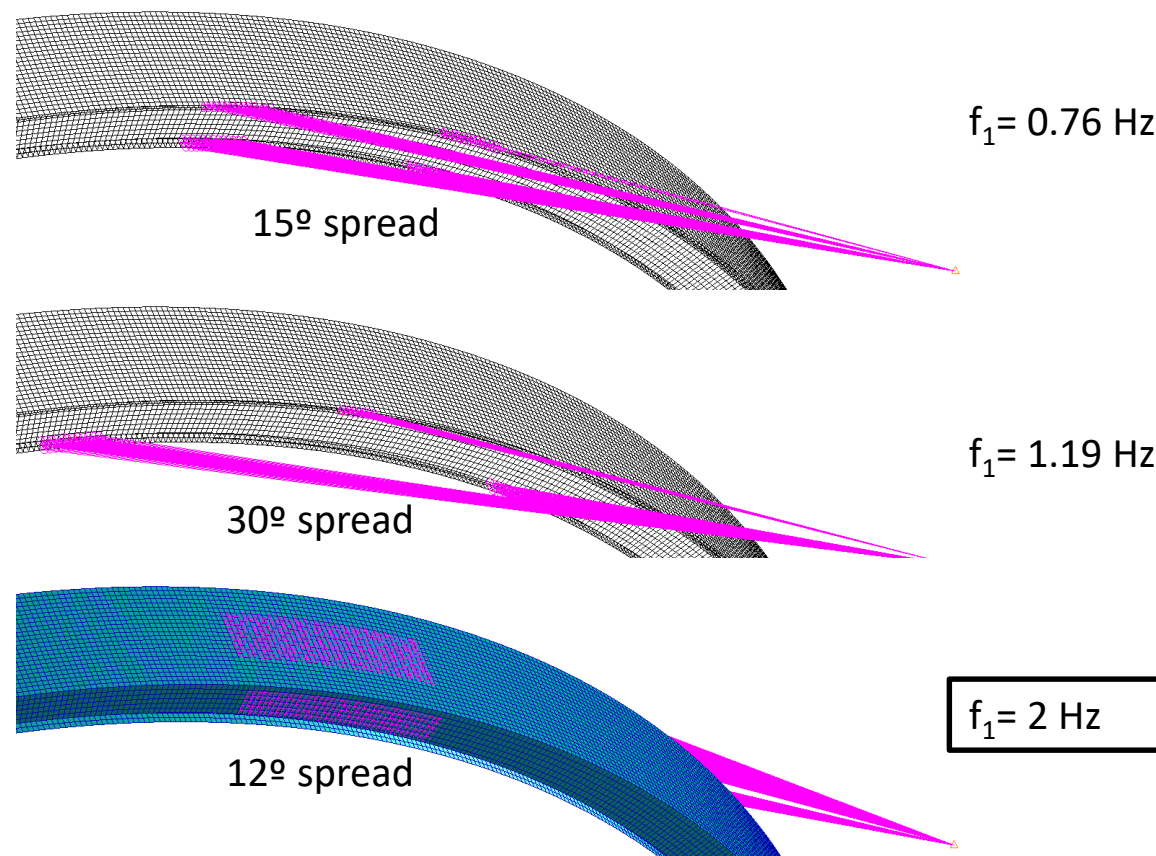 f₁= 0.76 Hz
15º spread
f₁= 1.19 Hz
30º spread
f₁= 2 Hz
12º spread